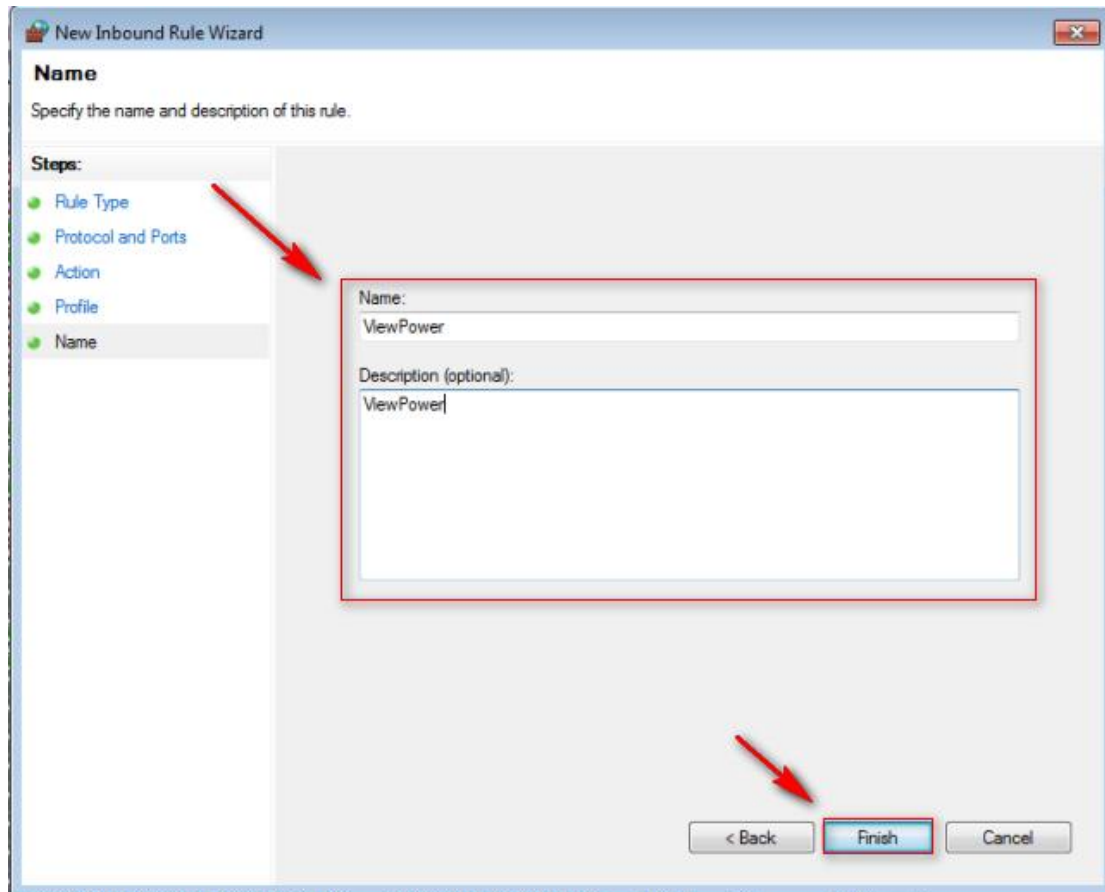 New Inbound Rule Wizard
Name
Specify the name and description of this rule.
Steps:
Rule Type
Protocol and Ports
Action
Profile
Name
Name:
ViewPower
Description (optional):
ViewPower
< Back
Finish
Cancel